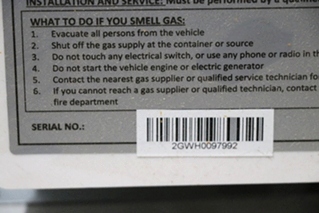 INSTALLATION AND SERVICE: Must be performed by a qualified
WHAT TO DO IF YOU SMELL GAS:
1. Evacuate all persons from the vehicle
2. Shut off the gas supply at the container or source
3. Do not touch any electrical switch, or use any phone or radio in th
4. Do not start the vehicle engine or electric generator
5. Contact the nearest gas supplier or qualified service technician fo
6. If you cannot reach a gas supplier or qualified technician, contact
fire department
SERIAL NO.:
2GWH0097992